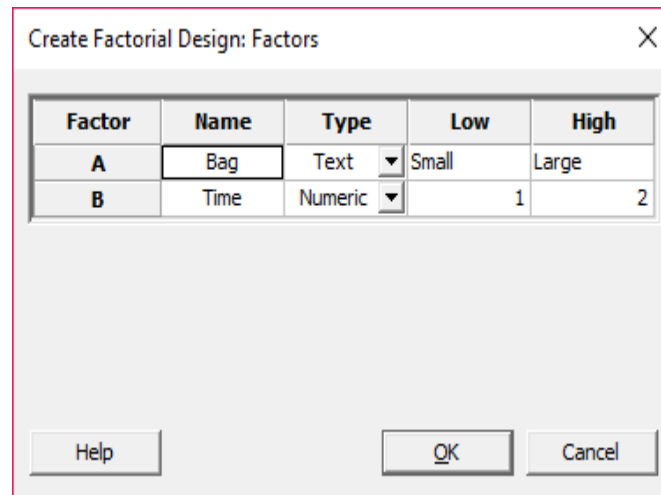 Create Factorial Design: Factors
Factor Name Type Low High
A Bag Text Small Large
B Time Numeric 1 2
Help OK Cancel